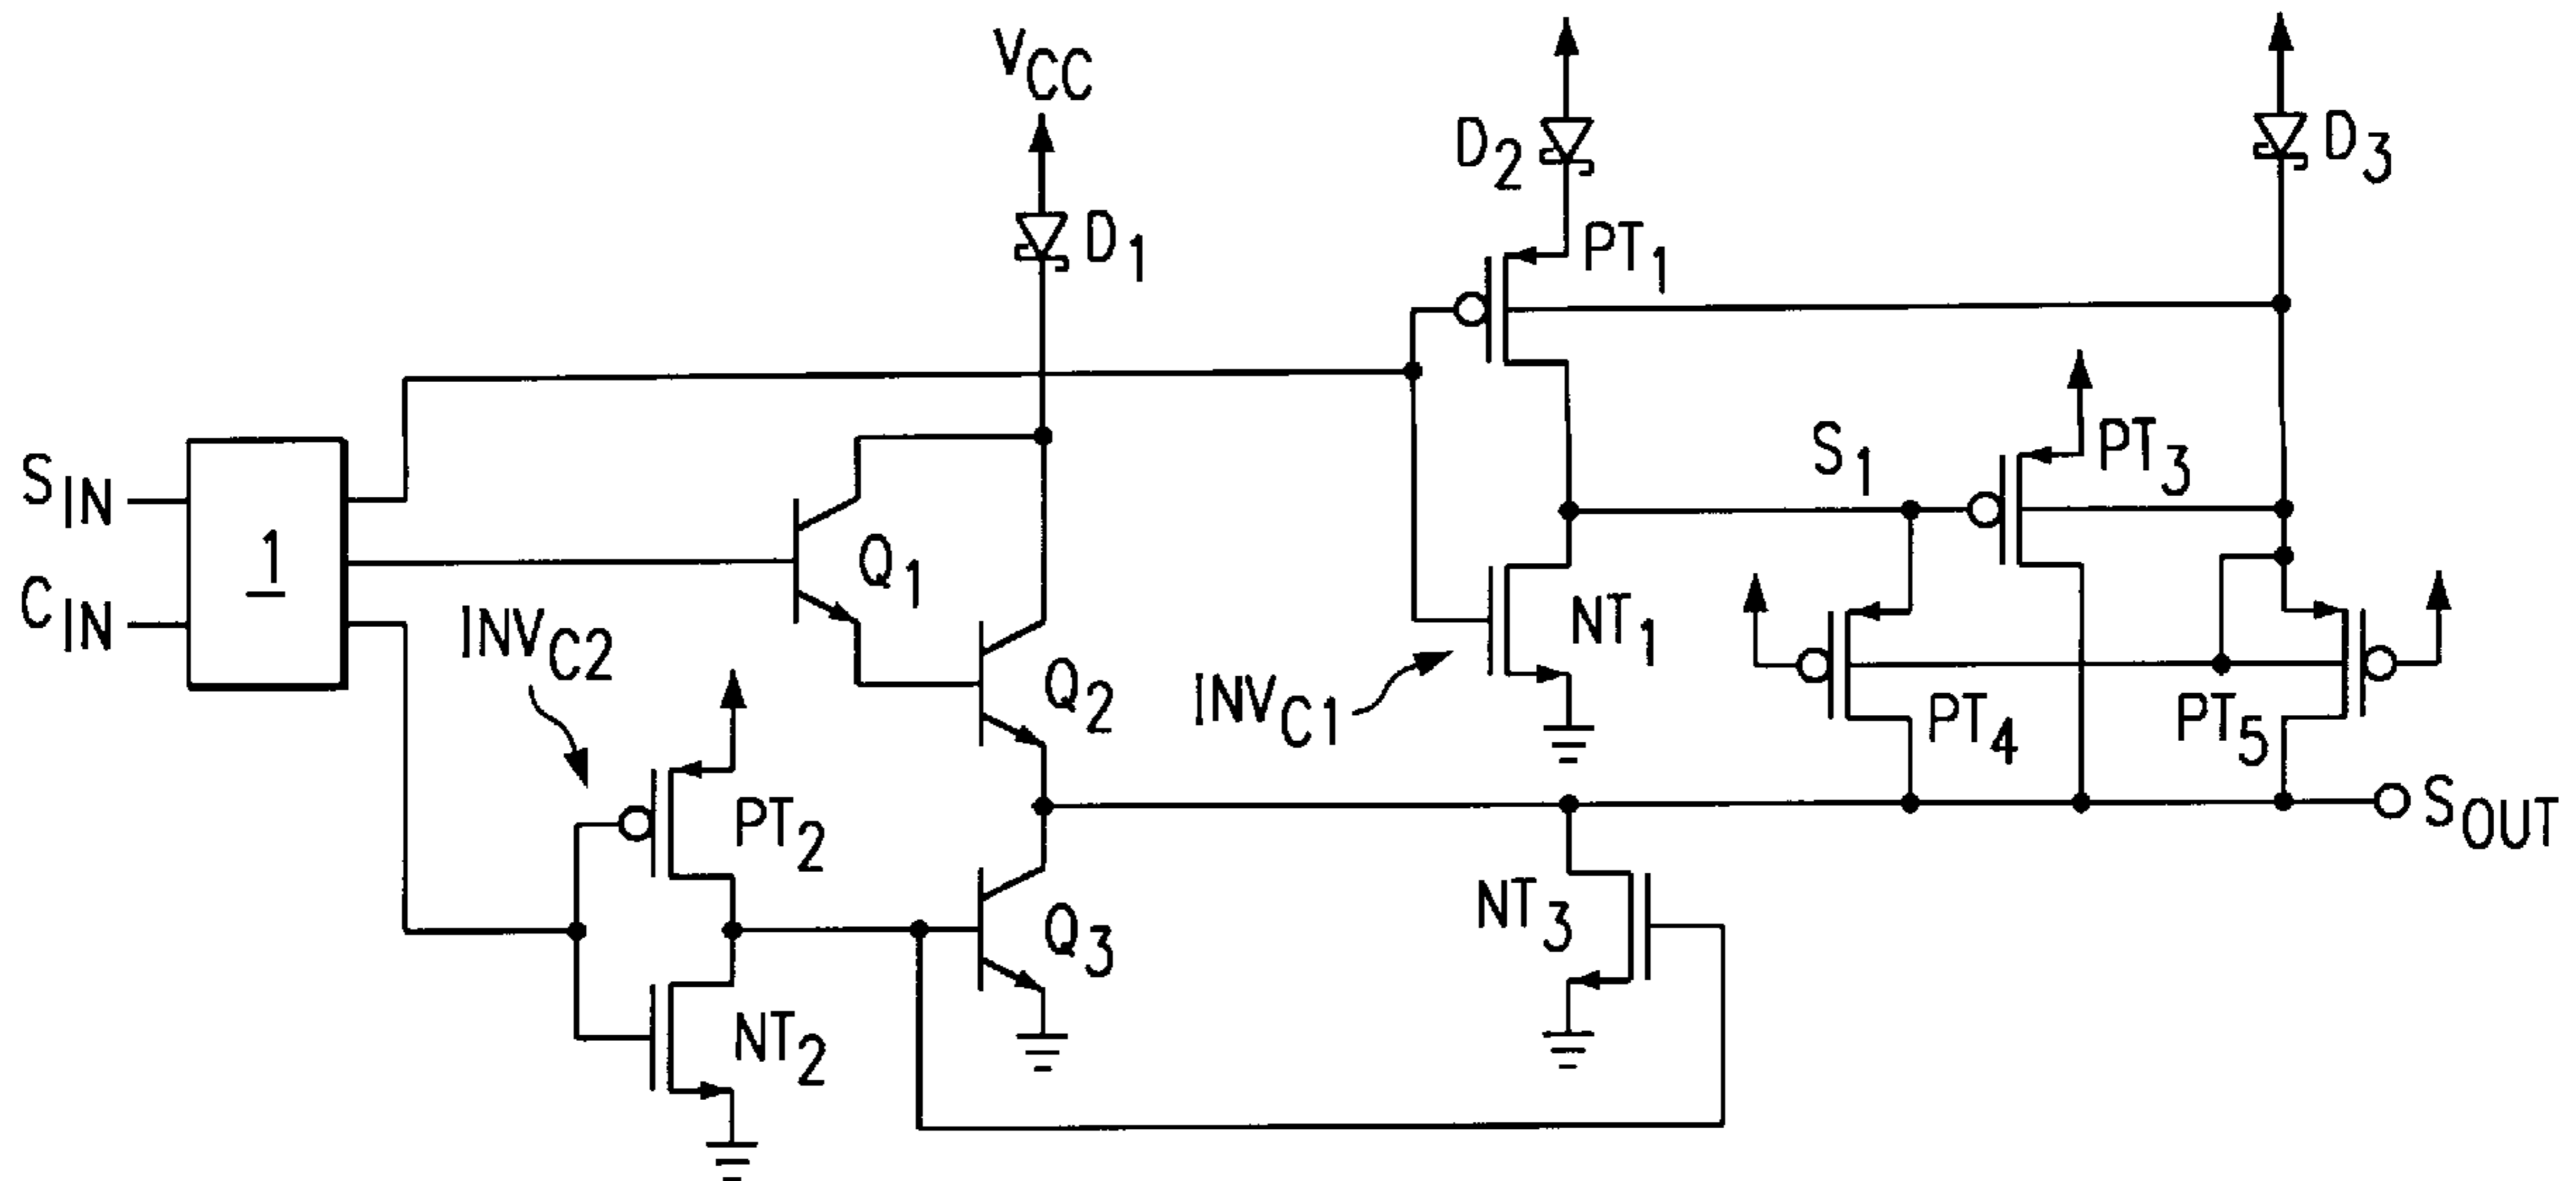 VCC
D1
D2
D3
PT1
SIN
CIN
1
Q1
S1
PT3
INVC2
Q2
NT1
INVC1
PT4
PT5
PT2
SOUT
Q3
NT3
NT2